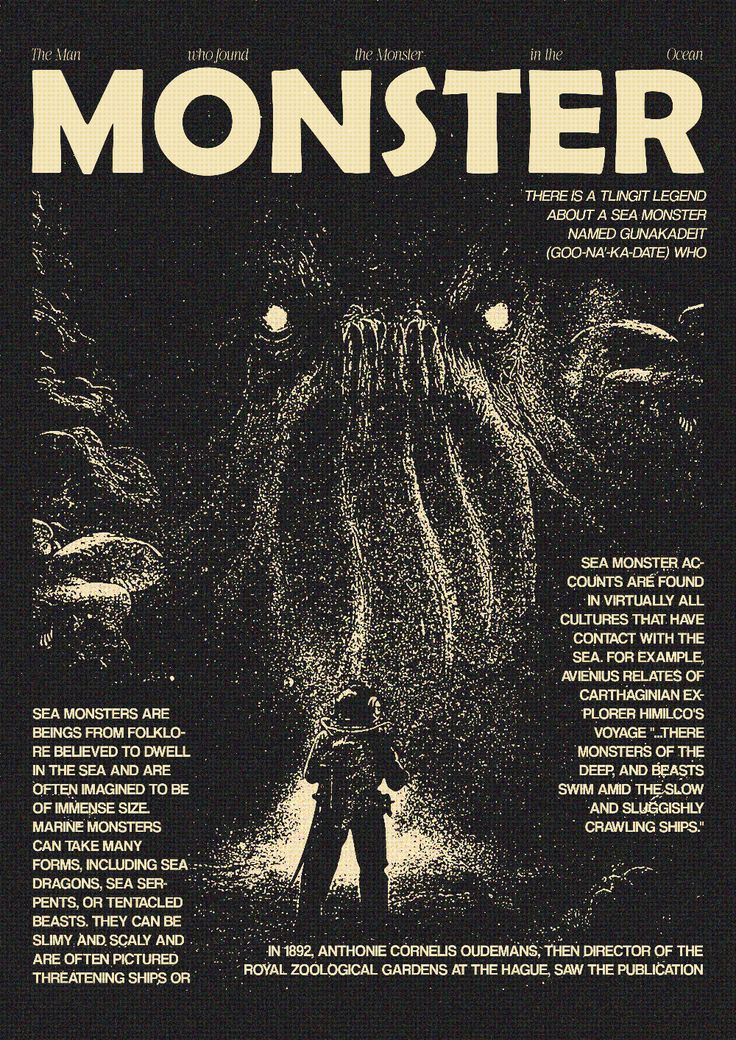 The Man who found the Monster in the Ocean
MONSTER
THERE IS A TLINGIT LEGEND
ABOUT A SEA MONSTER
NAMED GUNAKADEIT
(GOO-NA'-KA-DATE) WHO
SEA MONSTER AC-
COUNTS ARE FOUND
IN VIRTUALLY ALL
CULTURES THAT HAVE
CONTACT WITH THE
SEA. FOR EXAMPLE,
AVIENIUS RELATES OF
CARTHAGINIAN EX-
PLORER HIMILCO'S
VOYAGE "...THERE
MONSTERS OF THE
DEEP, AND BEASTS
SWIM AMID THE SLOW
AND SLUGGISHLY
CRAWLING SHIPS."
SEA MONSTERS ARE
BEINGS FROM FOLKLO-
RE BELIEVED TO DWELL
IN THE SEA AND ARE
OFTEN IMAGINED TO BE
OF IMMENSE SIZE.
MARINE MONSTERS
CAN TAKE MANY
FORMS, INCLUDING SEA
DRAGONS, SEA SER-
PENTS, OR TENTACLED
BEASTS. THEY CAN BE
SLIMY AND SCALY AND
ARE OFTEN PICTURED
THREATENING SHIPS OR
IN 1892, ANTHONIE CORNELIS OUDEMANS, THEN DIRECTOR OF THE
ROYAL ZOOLOGICAL GARDENS AT THE HAGUE, SAW THE PUBLICATION